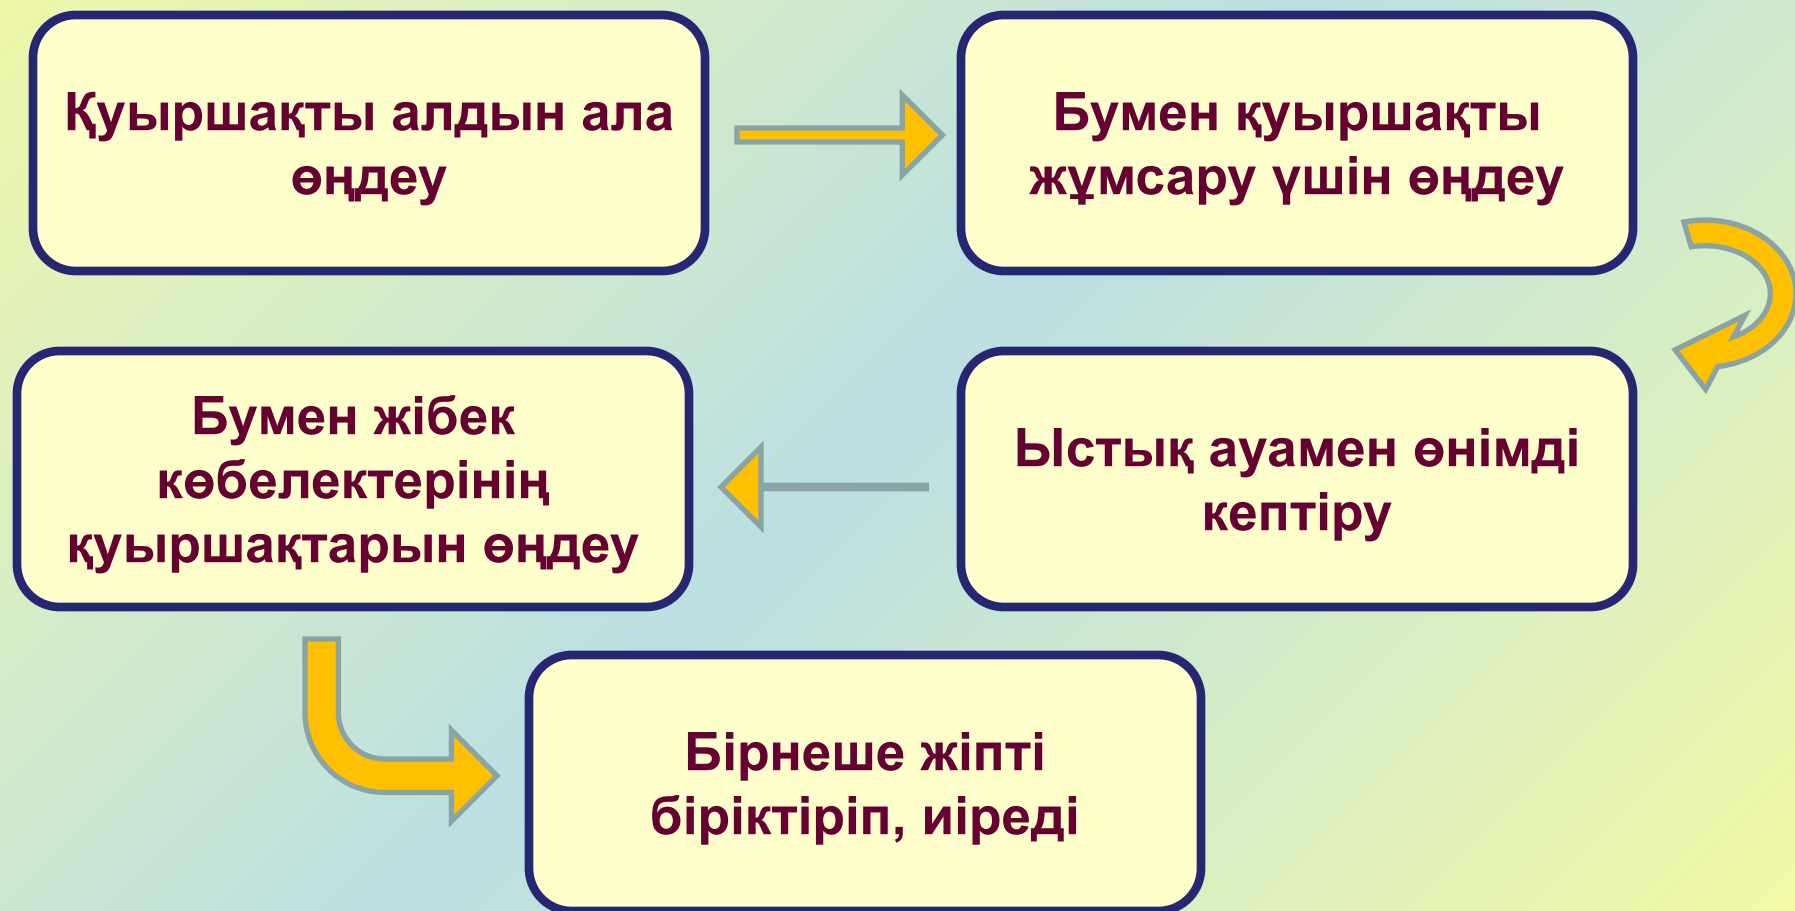 Қуыршақты алдын ала
өңдеу
Бумен қуыршақты
жұмсару үшін өңдеу
Ыстық ауамен өнімді
кептіру
Бумен жібек
көбелектерінің
қуыршақтарын өңдеу
Бірнеше жіпті
біріктіріп, иіреді